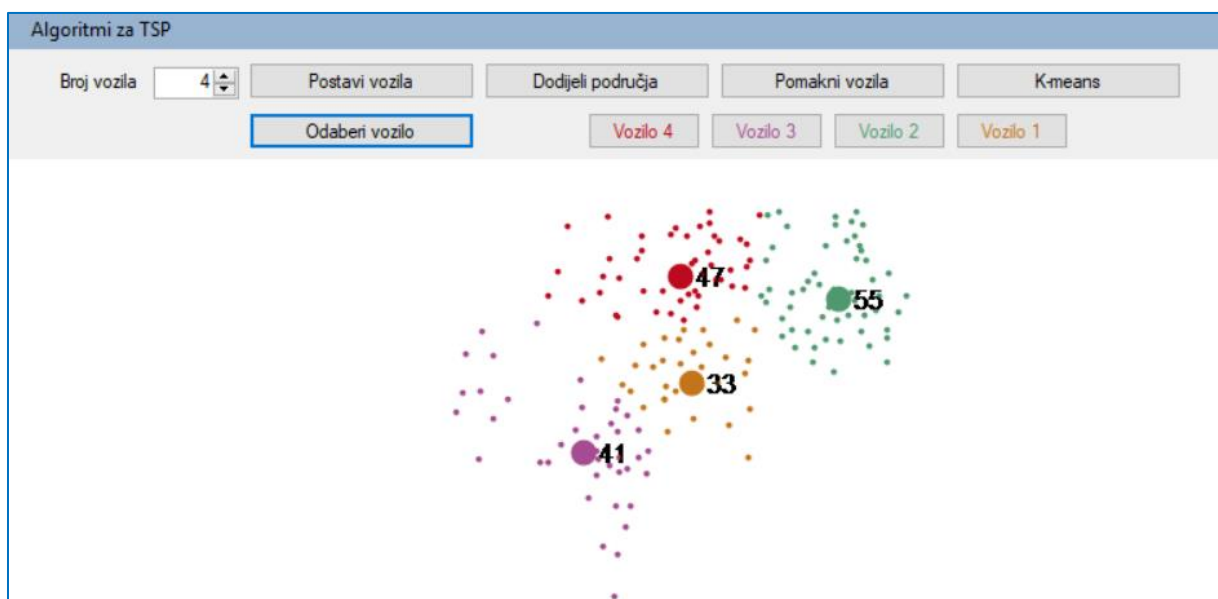 Algoritmi za TSP
Broj vozila 4 Postavi vozila Dodijeli područja Pomakni vozila K-means
Odaberi vozilo Vozilo 4 Vozilo 3 Vozilo 2 Vozilo 1
47
55
33
41